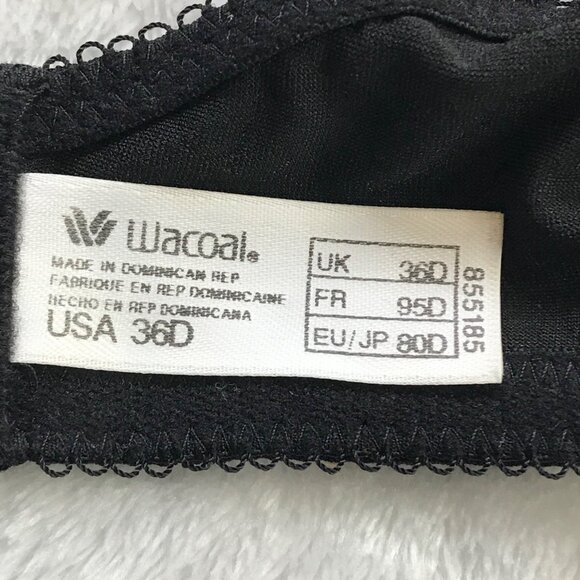 Wacoal®
MADE IN DOMINICAN REP
FABRIQUE EN REP DOMINICAINE
HECHO EN REP DOMINICANA
USA 36D
UK 36D
FR 95D
EU/JP 80D
855185